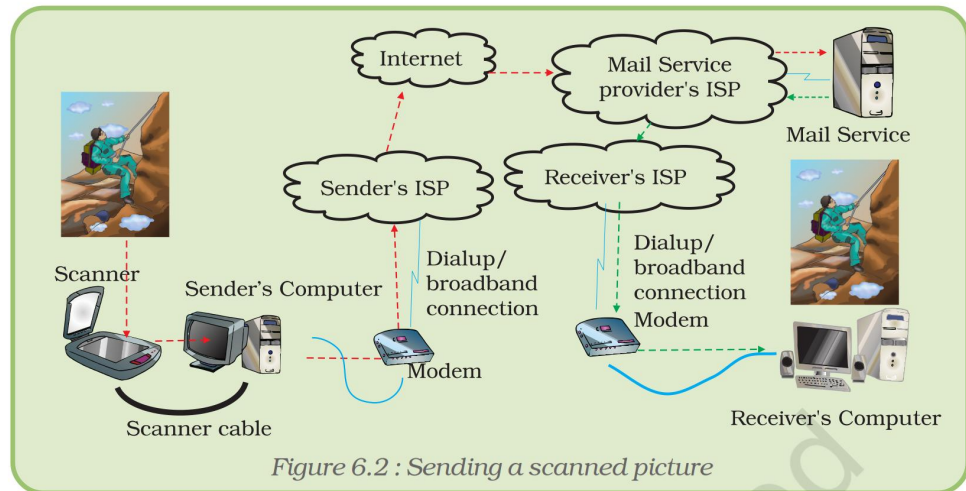 Internet
Mail Service
provider's ISP
Mail Service
Sender's ISP
Receiver's ISP
Scanner
Sender's Computer
Dialup/
broadband
connection
Modem
Dialup/
broadband
connection
Modem
Scanner cable
Receiver's Computer
Figure 6.2 : Sending a scanned picture